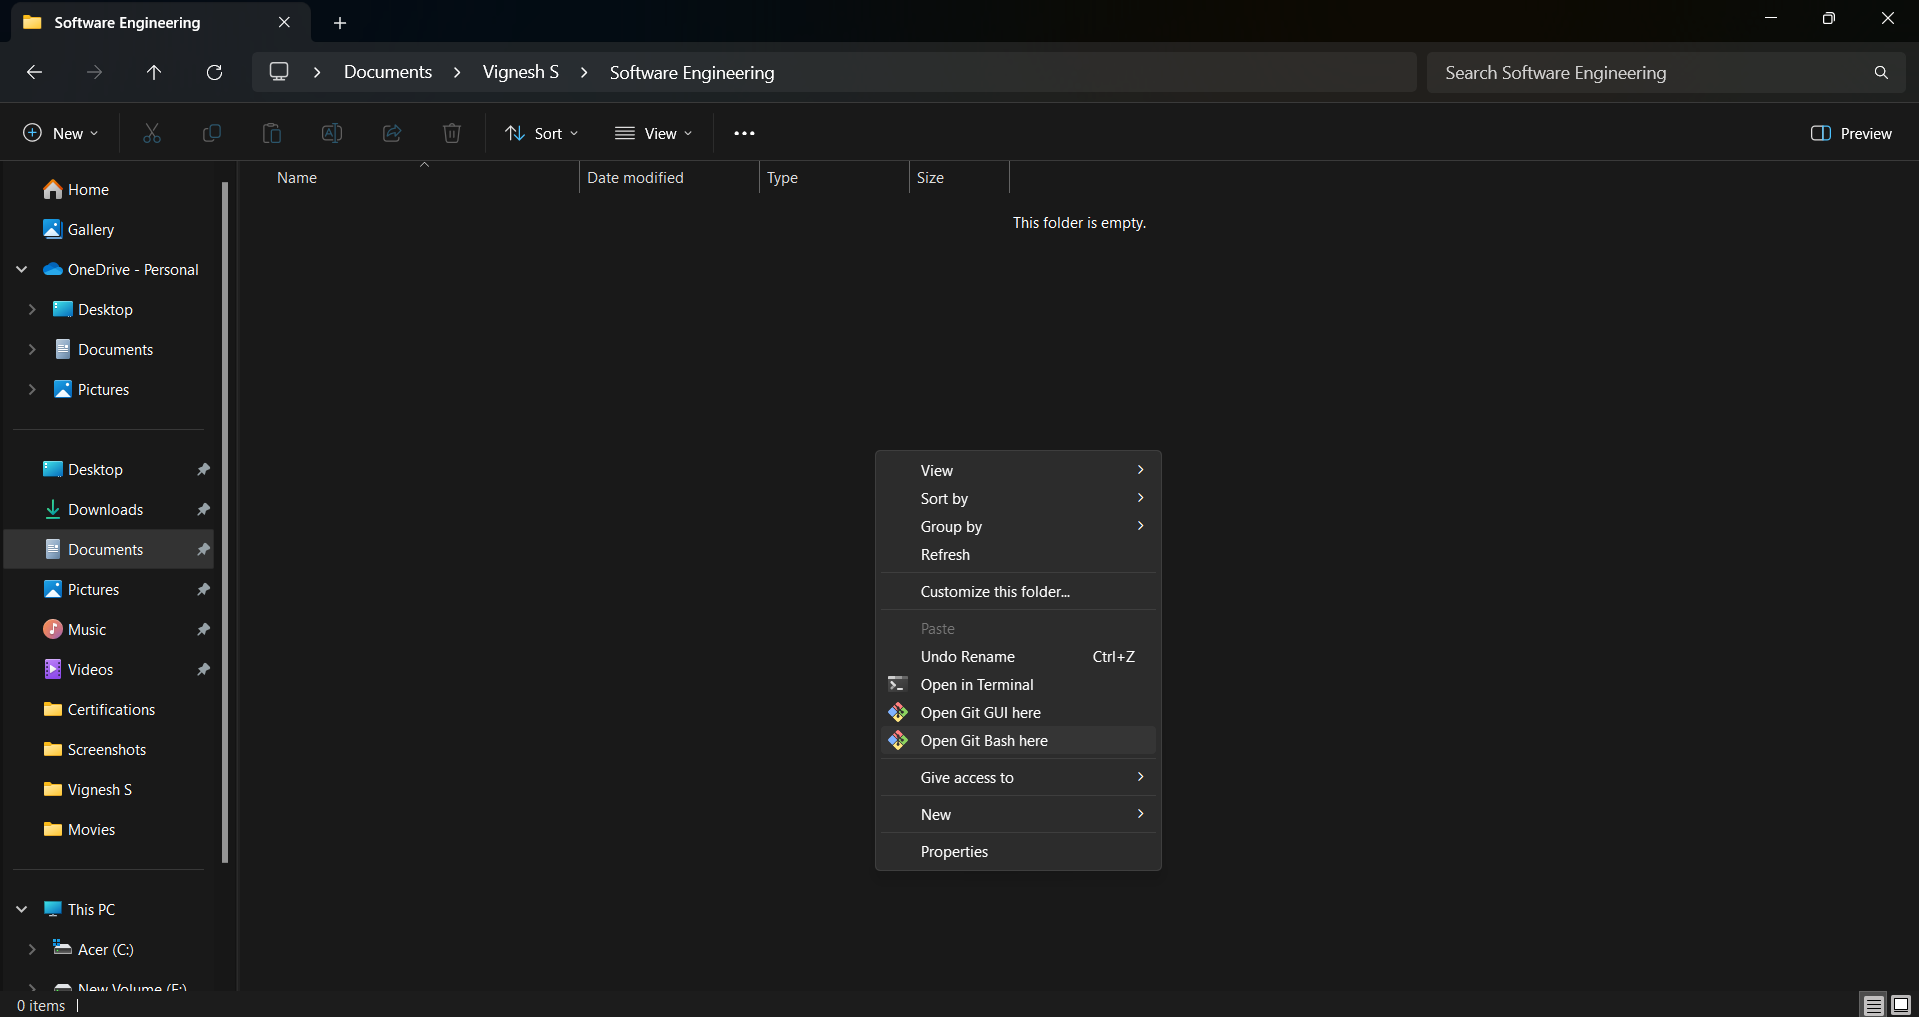 Software Engineering
Documents > Vignesh S > Software Engineering
Search Software Engineering
New
Sort
View
Preview
Name
Date modified
Type
Size
This folder is empty.
Home
Gallery
OneDrive - Personal
Desktop
Documents
Pictures
Desktop
Downloads
Documents
Pictures
Music
Videos
Certifications
Screenshots
Vignesh S
Movies
This PC
Acer (C:)
New Volume (E:)
View
Sort by
Group by
Refresh
Customize this folder...
Paste
Undo Rename Ctrl+Z
Open in Terminal
Open Git GUI here
Open Git Bash here
Give access to
New
Properties
0 items